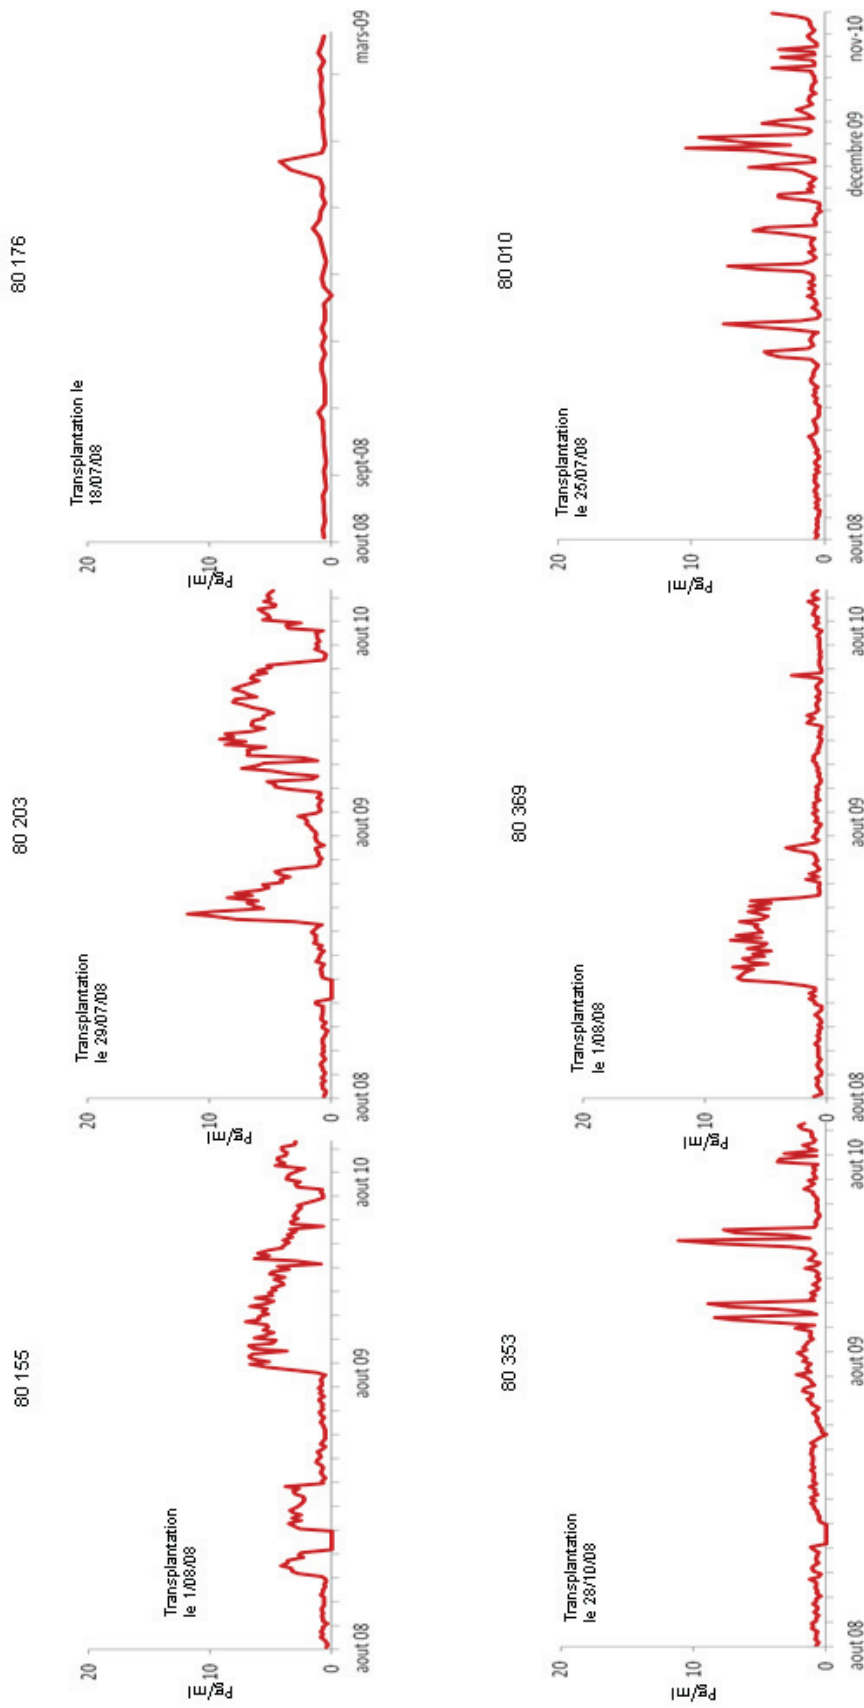 80 155
Transplantation
le 1/08/08
20
10
0
Pg/ml
aout 08
aout 09
aout 10
80 203
Transplantation
le 29/07/08
20
10
0
Pg/ml
aout 08
aout 09
aout 10
80 176
Transplantation le
18/07/08
20
10
0
Pg/ml
aout 08
sept-08
mars-09
80 353
Transplantation
le 28/10/08
20
10
0
Pg/ml
aout 08
aout 09
aout 10
80 369
Transplantation
le 1/08/08
20
10
0
Pg/ml
aout 08
aout 09
aout 10
80 010
Transplantation
le 25/07/08
20
10
0
Pg/ml
aout 08
decembre 09
nov-10